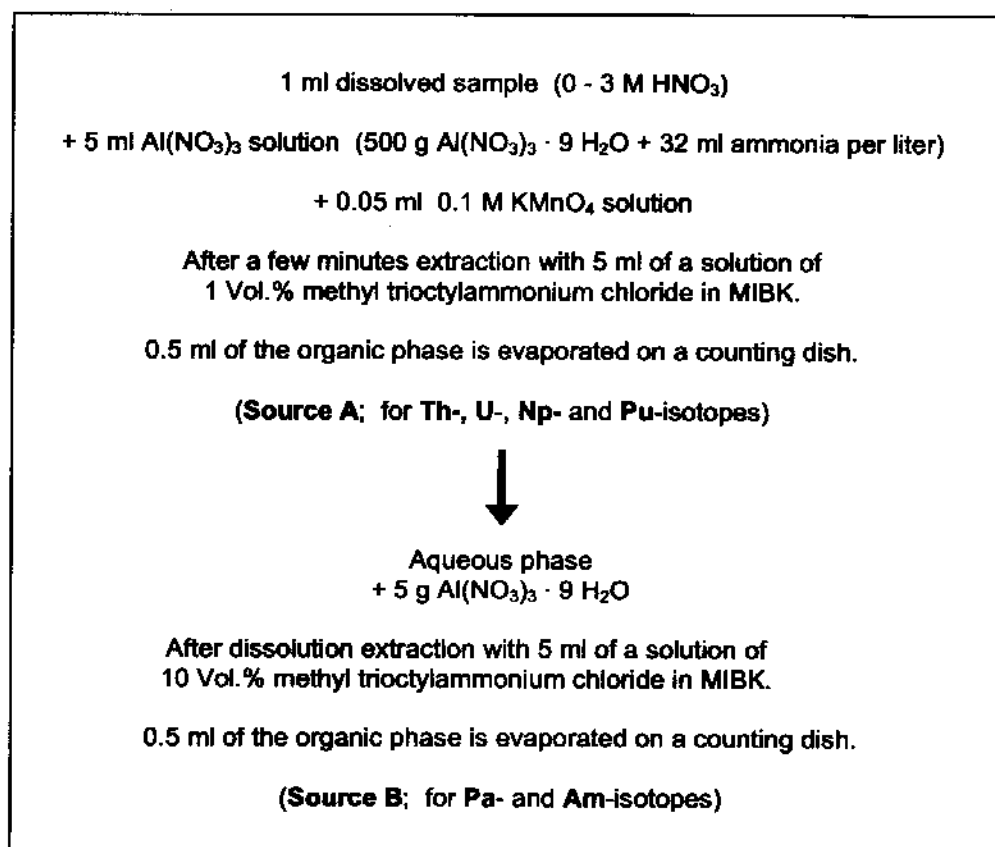 1 ml dissolved sample (0 - 3 M HNO₃)
+ 5 ml Al(NO₃)₃ solution (500 g Al(NO₃)₃ · 9 H₂O + 32 ml ammonia per liter)
+ 0.05 ml 0.1 M KMnO₄ solution
After a few minutes extraction with 5 ml of a solution of
1 Vol.% methyl trioctylammonium chloride in MIBK.
0.5 ml of the organic phase is evaporated on a counting dish.
(Source A; for Th-, U-, Np- and Pu-isotopes)
Aqueous phase
+ 5 g Al(NO₃)₃ · 9 H₂O
After dissolution extraction with 5 ml of a solution of
10 Vol.% methyl trioctylammonium chloride in MIBK.
0.5 ml of the organic phase is evaporated on a counting dish.
(Source B; for Pa- and Am-isotopes)